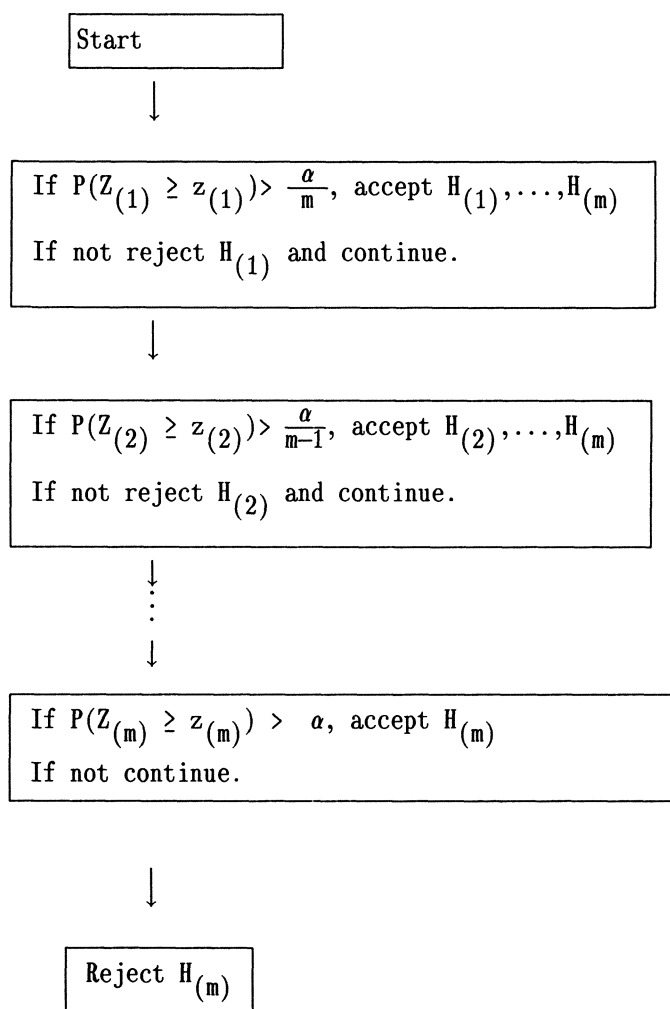 Start
↓
If P(Z₍₁₎ ≥ z₍₁₎)> α/m, accept H₍₁₎,...,H₍m₎
If not reject H₍₁₎ and continue.
↓
If P(Z₍₂₎ ≥ z₍₂₎)> α/m−1, accept H₍₂₎,...,H₍m₎
If not reject H₍₂₎ and continue.
↓
⋮
↓
If P(Z₍m₎ ≥ z₍m₎) > α, accept H₍m₎
If not continue.
↓
Reject H₍m₎